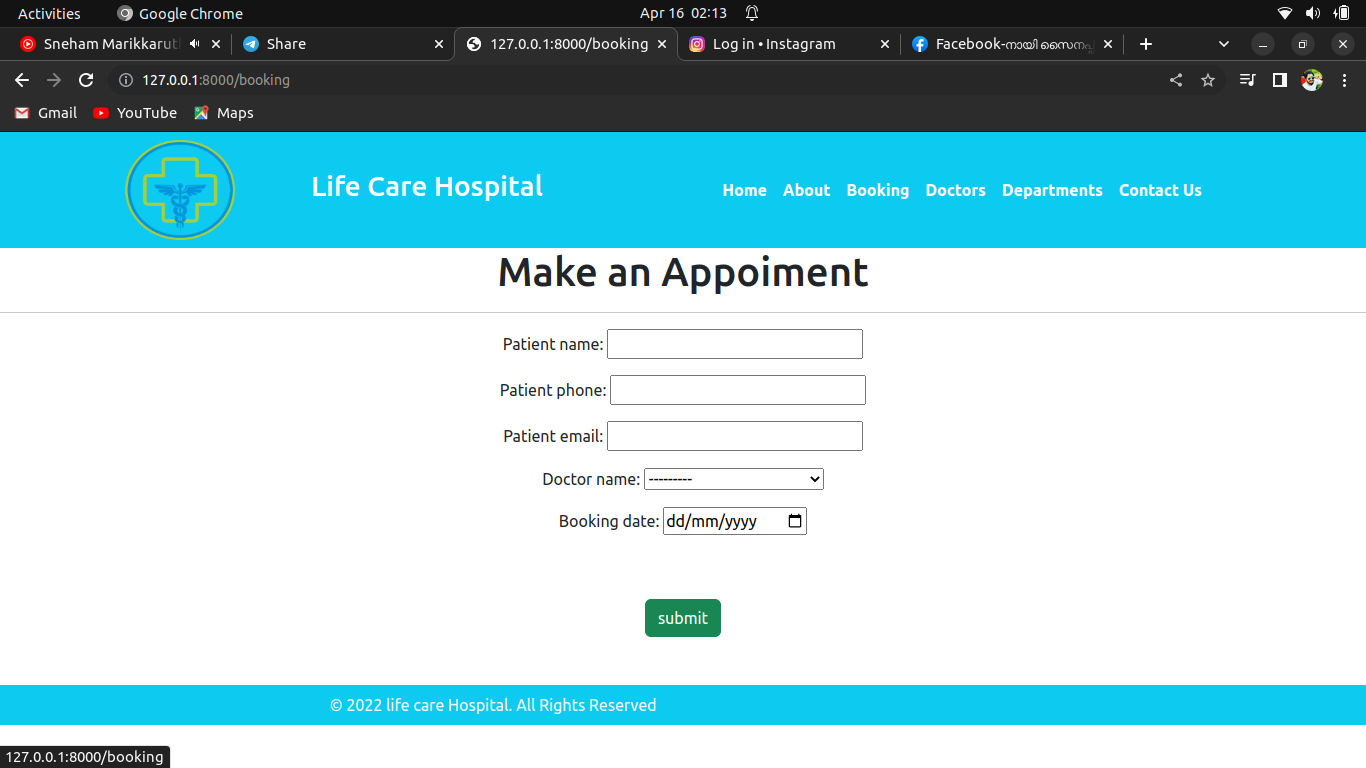 Activities Google Chrome Apr 16 02:13
Sneham Marikkarut Share 127.0.0.1:8000/booking Log in • Instagram Facebook-നായി സൈനപ്പ്
127.0.0.1:8000/booking
Gmail YouTube Maps
Life Care Hospital Home About Booking Doctors Departments Contact Us
Make an Appoiment
Patient name:
Patient phone:
Patient email:
Doctor name: ---------
Booking date: dd/mm/yyyy
submit
© 2022 life care Hospital. All Rights Reserved
127.0.0.1:8000/booking